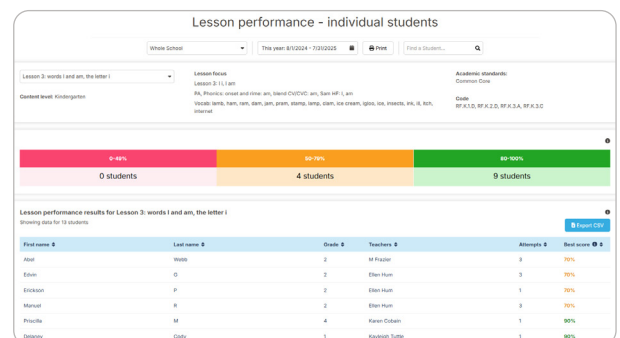 Lesson performance - individual students
Whole School
This year: 8/1/2024 - 7/31/2025
Print
Find a Student...
Lesson 3: words I and am, the letter i
Content level: Kindergarten
Lesson focus
Lesson 3: I i, I am
PA, Phonics: onset and rime: am, blend CV/CVC: am, Sam HF: I, am
Vocab: lamb, ham, ram, dam, jam, pram, stamp, lamp, clam, ice cream, igloo, ice, insects, ink, ill, itch,
internet
Academic standards:
Common Core
Code
RF.K.1.D, RF.K.2.D, RF.K.3.A, RF.K.3.C
0-49% 50-79% 80-100%
0 students 4 students 9 students
Lesson performance results for Lesson 3: words I and am, the letter i
Showing data for 13 students
Export CSV
First name Last name Grade Teachers Attempts Best score
Abel Webb 2 M Frazier 3 70%
Edvin G 2 Ellen Hum 3 70%
Erickson P 2 Ellen Hum 1 70%
Manuel R 2 Ellen Hum 3 70%
Priscilla M 4 Karen Cobain 1 90%
Delaney Cody 1 Kayleigh Tuttle 1 90%